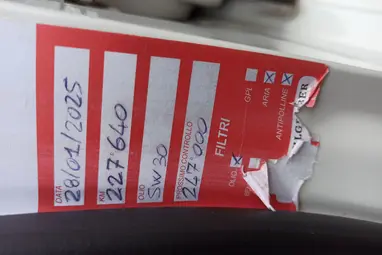 DATA
28/01/2025
KM
227640
OLIO
5W30
PROSSIMO CONTROLLO
247000
FILTRI
GPL
ARIA
ANTIPOLLINE
OLIO